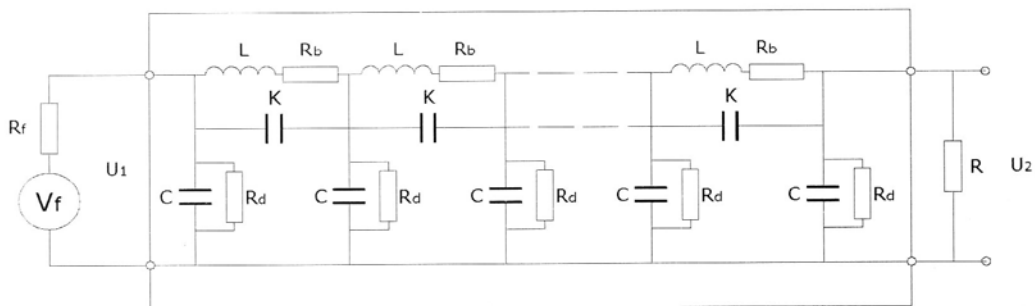 L Rb L Rb L Rb
K K K
Rf U1 R U2
Vf C Rd C Rd C Rd C Rd C Rd